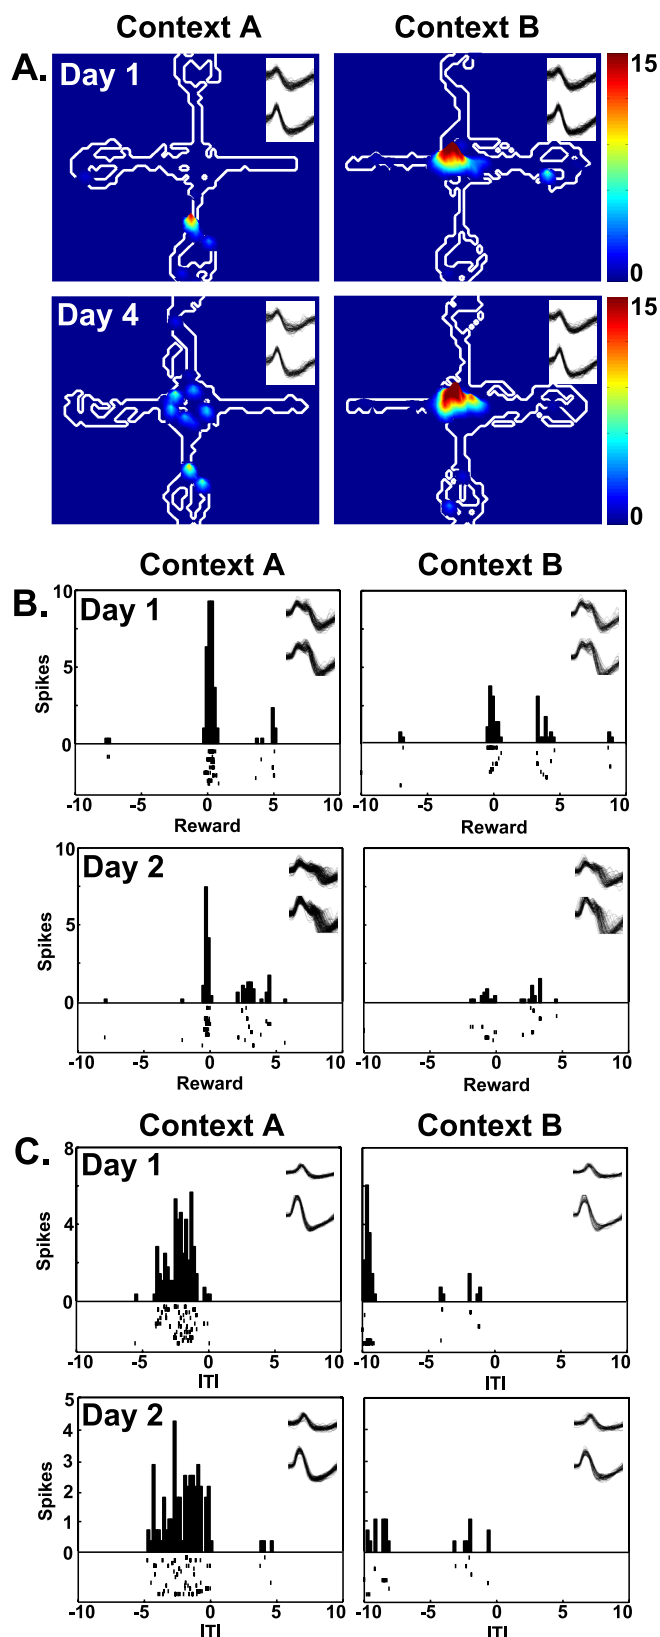 Context A Context B
A. Day 1 15
0
Day 4 15
0
Context A Context B
B. Day 1
10
5
0
Spikes
-10 -5 0 5 10 -10 -5 0 5 10
Reward Reward
Day 2
10
5
0
Spikes
-10 -5 0 5 10 -10 -5 0 5 10
Reward Reward
Context A Context B
C. Day 1
8
4
0
Spikes
-10 -5 0 5 10 -10 -5 0 5 10
ITI ITI
Day 2
5
4
3
2
1
0
Spikes
-10 -5 0 5 10 -10 -5 0 5 10
ITI ITI